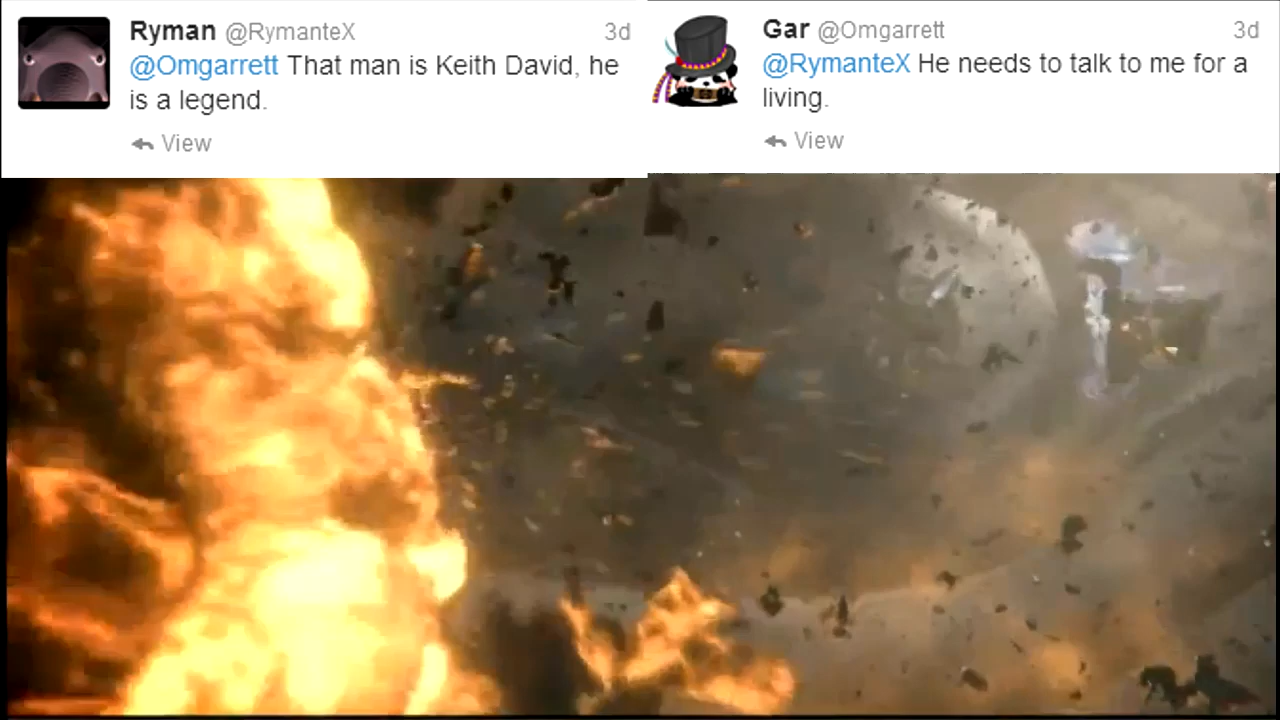 Ryman @RymanteX 3d
@Omgarrett That man is Keith David, he
is a legend.
View
Gar @Omgarrett 3d
@RymanteX He needs to talk to me for a
living.
View